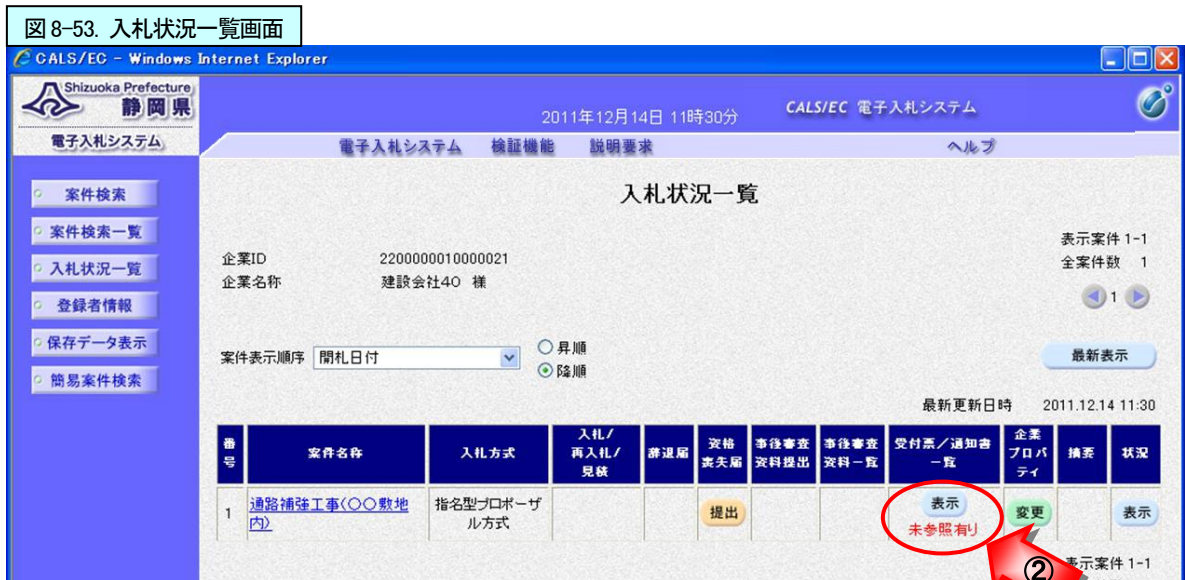 図 8-53. 入札状況一覧画面
CALS/EC - Windows Internet Explorer
Shizuoka Prefecture
静岡県
電子入札システム
2011年12月14日 11時30分
CALS/EC 電子入札システム
電子入札システム 検証機能 説明要求 ヘルプ
案件検索
案件検索一覧
入札状況一覧
登録者情報
保存データ表示
簡易案件検索
入札状況一覧
企業ID 2200000010000021
企業名称 建設会社40 様
表示案件 1-1
全案件数 1
1
案件表示順序 開札日付
昇順
降順
最新表示
最新更新日時 2011.12.14 11:30
番号 案件名称 入札方式 入札/再入札/見積 辞退届 資格喪失届 事後審査資料提出 事後審査資料一覧 受付票/通知書一覧 企業プロパティ 摘要 状況
1 通路補強工事(○○敷地内) 指名型プロポーザル方式 提出 表示 変更 表示
未参照有り
②
表示案件 1-1